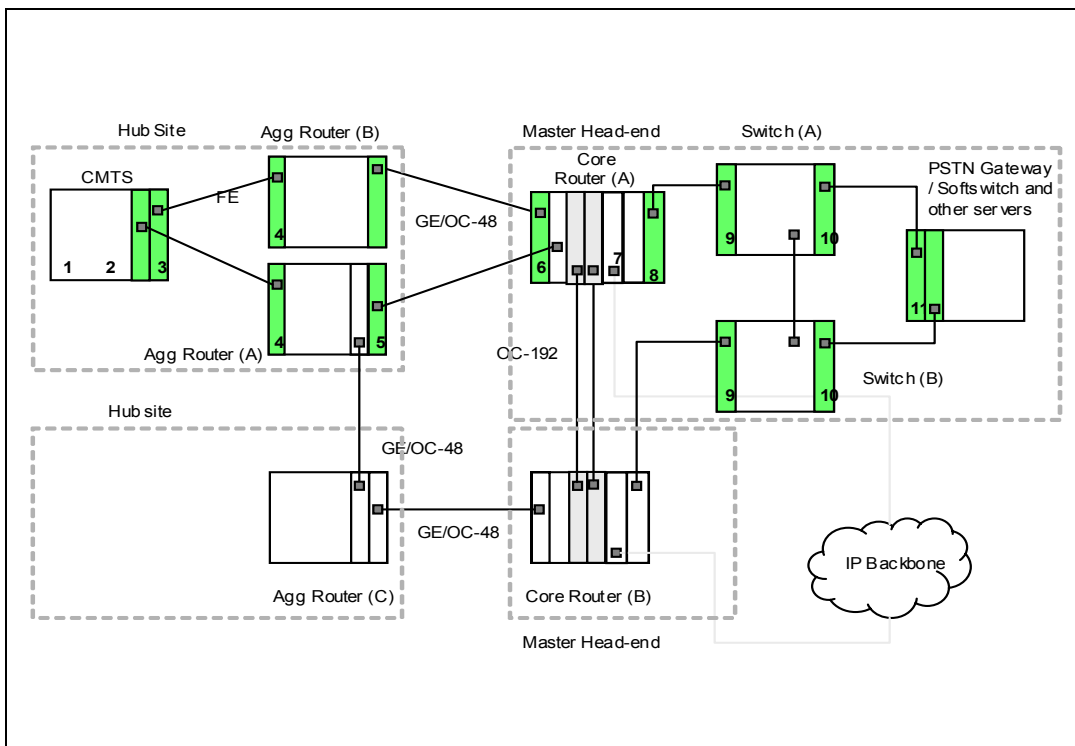 Hub Site
Agg Router (B)
Master Head-end
Switch (A)
CMTS
Core
Router (A)
PSTN Gateway
/ Softswitch and
other servers
FE
GE/OC-48
1 2 3
4
4 5
6 7 8
9 10
11
Agg Router (A)
OC-192
9 10
Switch (B)
Hub site
GE/OC-48
GE/OC-48
IP Backbone
Agg Router (C)
Core Router (B)
Master Head-end